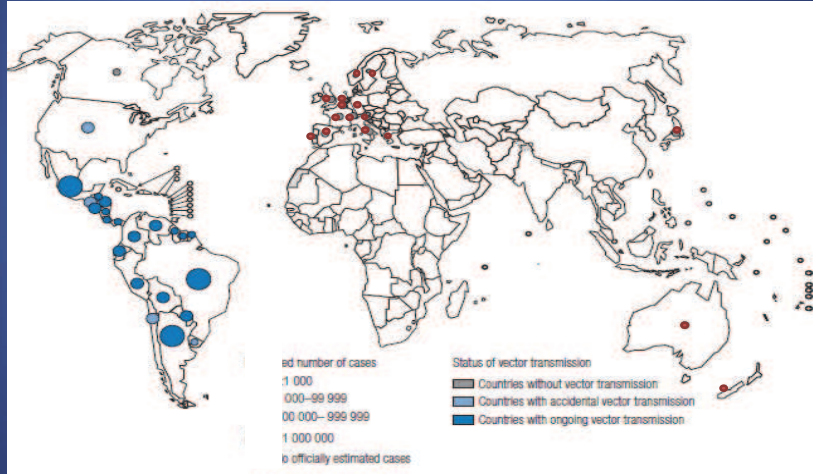 ed number of cases
:1 000
000–99 999
00 000– 999 999
1 000 000
o officially estimated cases
Status of vector transmission
Countries without vector transmission
Countries with accidental vector transmission
Countries with ongoing vector transmission